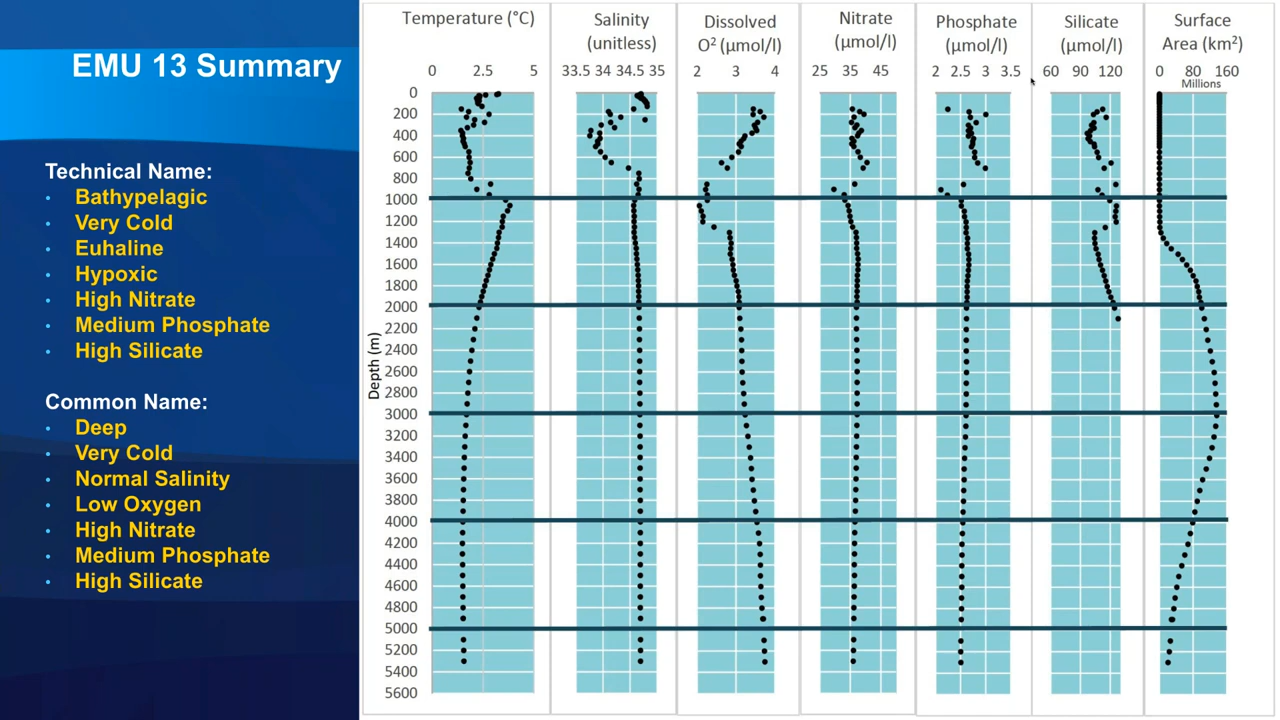 EMU 13 Summary
Technical Name:
• Bathypelagic
• Very Cold
• Euhaline
• Hypoxic
• High Nitrate
• Medium Phosphate
• High Silicate
Common Name:
• Deep
• Very Cold
• Normal Salinity
• Low Oxygen
• High Nitrate
• Medium Phosphate
• High Silicate
Temperature (°C)
0 2.5 5
Salinity
(unitless)
33.5 34 34.5 35
Dissolved
O² (µmol/l)
2 3 4
Nitrate
(µmol/l)
25 35 45
Phosphate
(µmol/l)
2 2.5 3 3.5
Silicate
(µmol/l)
60 90 120
Surface
Area (km²)
0 80 160
Millions
Depth (m)
0
200
400
600
800
1000
1200
1400
1600
1800
2000
2200
2400
2600
2800
3000
3200
3400
3600
3800
4000
4200
4400
4600
4800
5000
5200
5400
5600